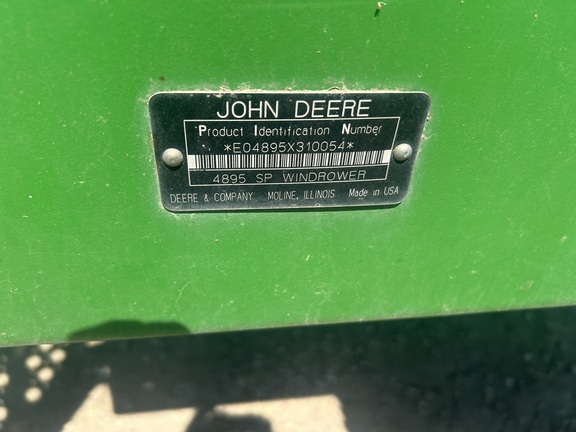 JOHN DEERE
Product Identification Number
*E04895X310054*
4895 SP WINDROWER
DEERE & COMPANY MOLINE, ILLINOIS Made in USA